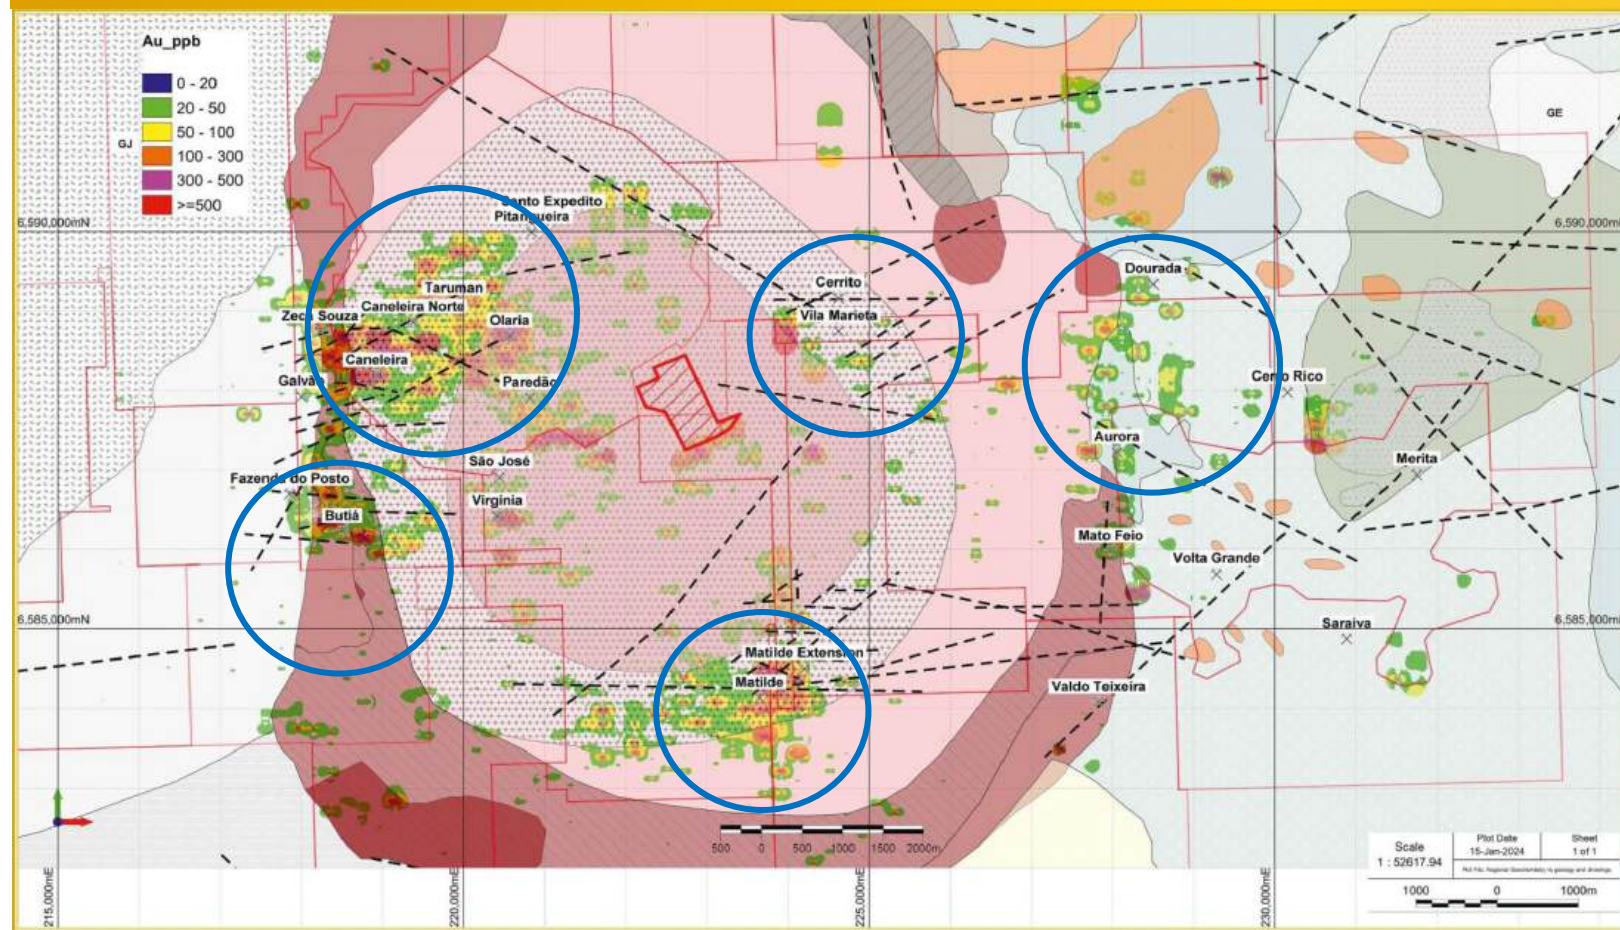 Au_ppb
0 - 20
20 - 50
50 - 100
100 - 300
300 - 500
>=500
GJ
GE
6,590,000mN
6,590,000mN
Santo Expedito
Pitangueira
Taruman
Caneleira Norte
Zeca Souza
Olaria
Caneleira
Galvão
Paredão
Cerrito
Vila Marieta
Dourada
Cerro Rico
Aurora
Merita
São José
Fazenda do Posto
Virginia
Butiá
Mato Feio
Volta Grande
6,585,000mN
6,585,000mN
Saraiva
Matilde Extension
Matilde
Valdo Teixeira
500 0 500 1000 1500 2000m
Scale
1 : 52617.94
Plot Date
15-Jan-2024
Sheet
1 of 1
1000 0 1000m
215,000mE
220,000mE
225,000mE
230,000mE